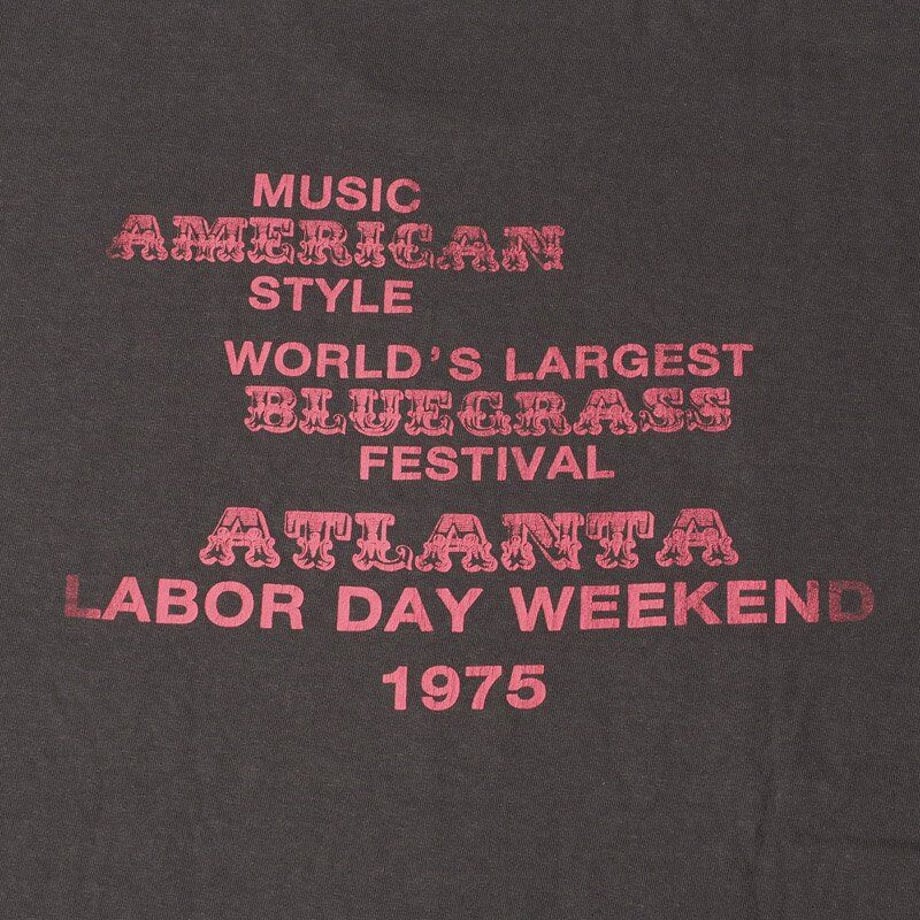 MUSIC
AMERICAN
STYLE
WORLD'S LARGEST
BLUEGRASS
FESTIVAL
ATLANTA
LABOR DAY WEEKEND
1975